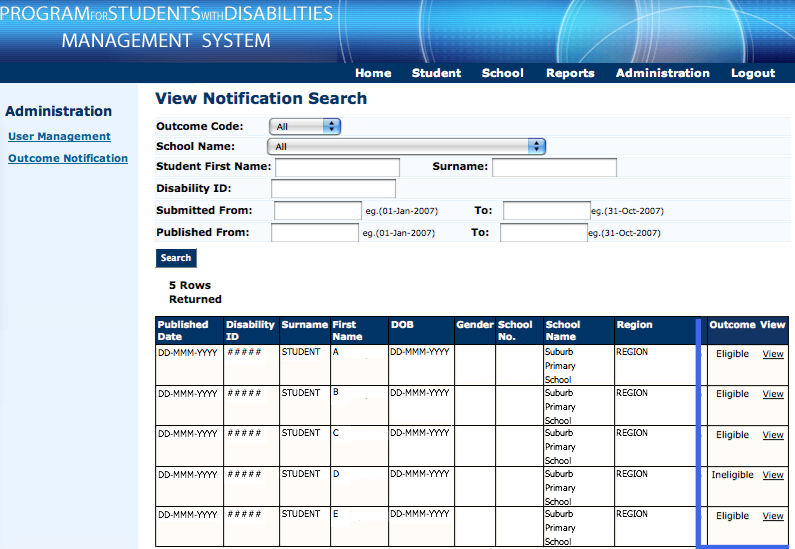 PROGRAM FOR STUDENTS WITH DISABILITIES
MANAGEMENT SYSTEM
Home Student School Reports Administration Logout
Administration
User Management
Outcome Notification
View Notification Search
Outcome Code: All
School Name: All
Student First Name: Surname:
Disability ID:
Submitted From: eg.(01-Jan-2007) To: eg.(31-Oct-2007)
Published From: eg.(01-Jan-2007) To: eg.(31-Oct-2007)
Search
5 Rows
Returned
Published Disability Surname First DOB Gender School School Region Outcome View
Date ID Name No. Name
DD-MMM-YYYY ##### STUDENT A DD-MMM-YYYY Suburb REGION Eligible View
Primary
School
DD-MMM-YYYY ##### STUDENT B DD-MMM-YYYY Suburb REGION Eligible View
Primary
School
DD-MMM-YYYY ##### STUDENT C DD-MMM-YYYY Suburb REGION Eligible View
Primary
School
DD-MMM-YYYY ##### STUDENT D DD-MMM-YYYY Suburb REGION Ineligible View
Primary
School
DD-MMM-YYYY ##### STUDENT E DD-MMM-YYYY Suburb REGION Eligible View
Primary
School